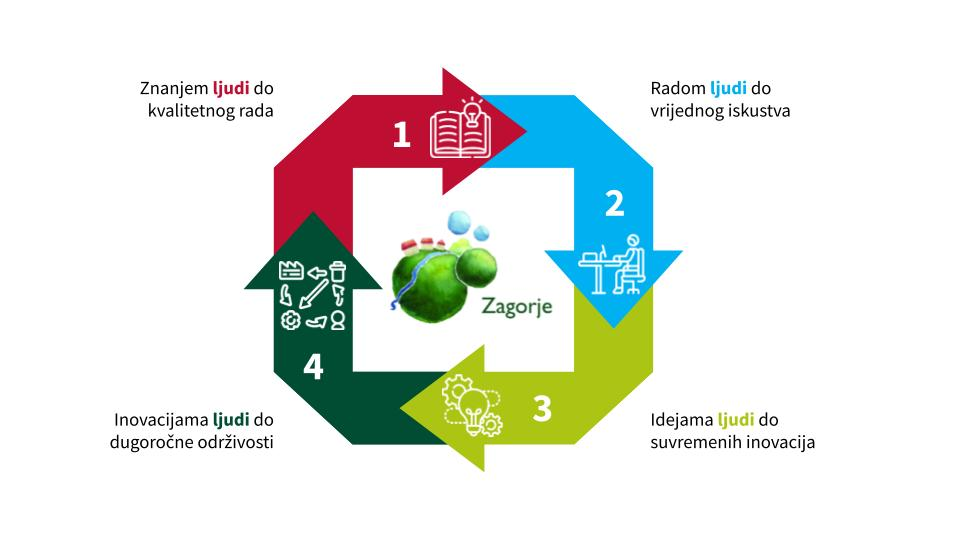 Znanjem ljudi do
kvalitetnog rada
1
Radom ljudi do
vrijednog iskustva
2
Zagorje
4
3
Inovacijama ljudi do
dugoročne održivosti
Idejama ljudi do
suvremenih inovacija